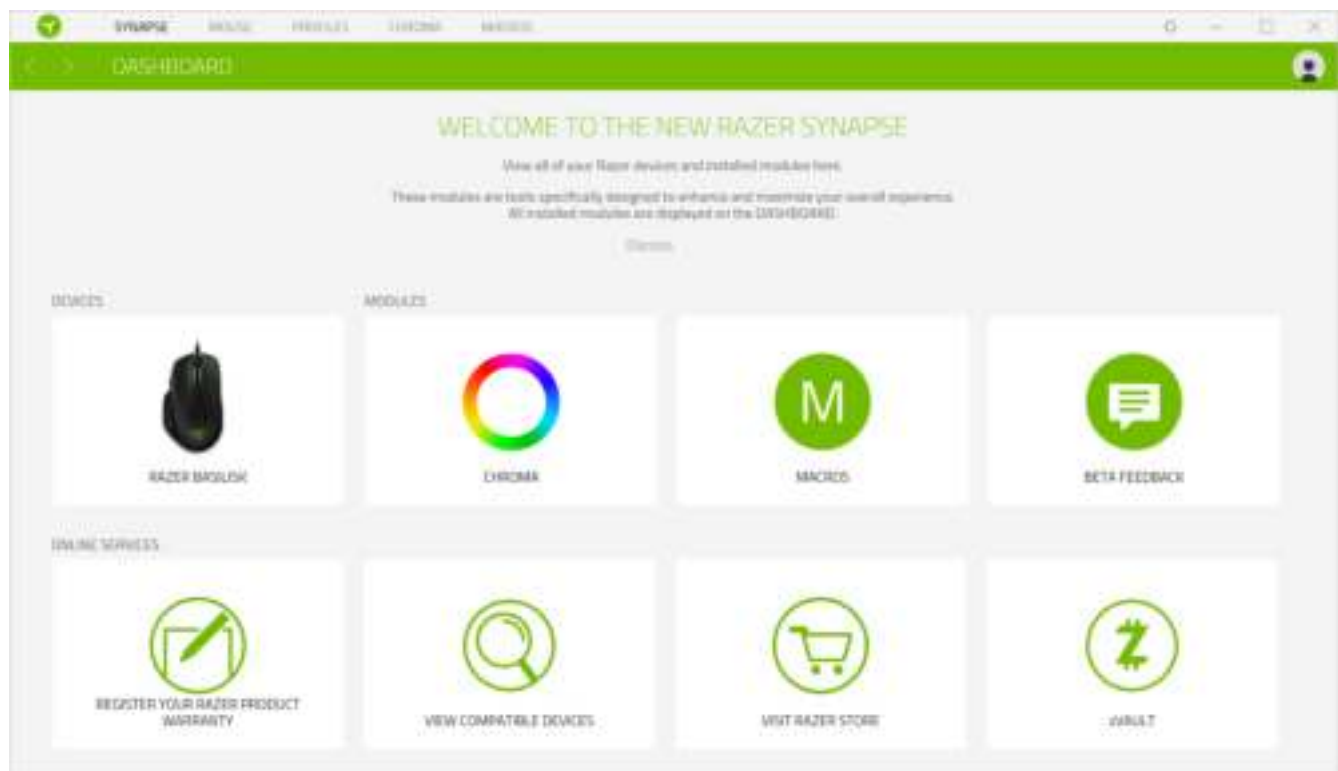 SYNAPSE MOUSE PROFILES CHROMA MACROS
DASHBOARD
WELCOME TO THE NEW RAZER SYNAPSE
View all of your Razer devices and installed modules here.
These modules are tools specifically designed to enhance and maximize your overall experience.
All installed modules are displayed on the DASHBOARD.
Dismiss
DEVICES
MODULES
RAZER BASILISK
CHROMA
M
MACROS
BETA FEEDBACK
ONLINE SERVICES
REGISTER YOUR RAZER PRODUCT
WARRANTY
VIEW COMPATIBLE DEVICES
VISIT RAZER STORE
Z
zVAULT